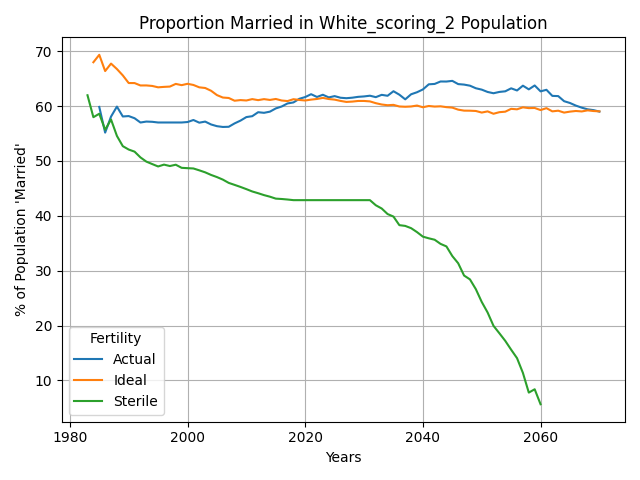 Proportion Married in White_scoring_2 Population
% of Population 'Married'
70
60
50
40
30
20
10
Fertility
Actual
Ideal
Sterile
1980
2000
2020
2040
2060
Years